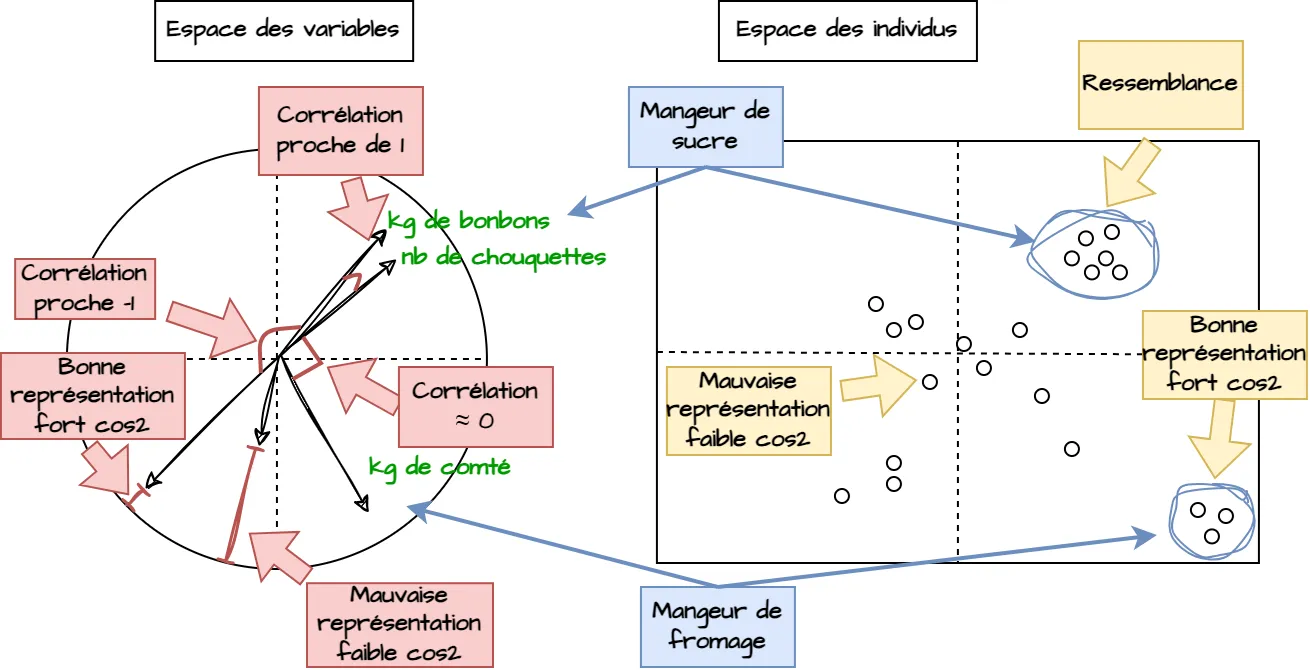 Espace des variables
Espace des individus
Ressemblance
Corrélation
proche de 1
Mangeur de
sucre
kg de bonbons
nb de chouquettes
Corrélation
proche -1
Bonne
représentation
fort cos2
Corrélation
≈ 0
Mauvaise
représentation
faible cos2
Bonne
représentation
fort cos2
kg de comté
Mauvaise
représentation
faible cos2
Mangeur de
fromage